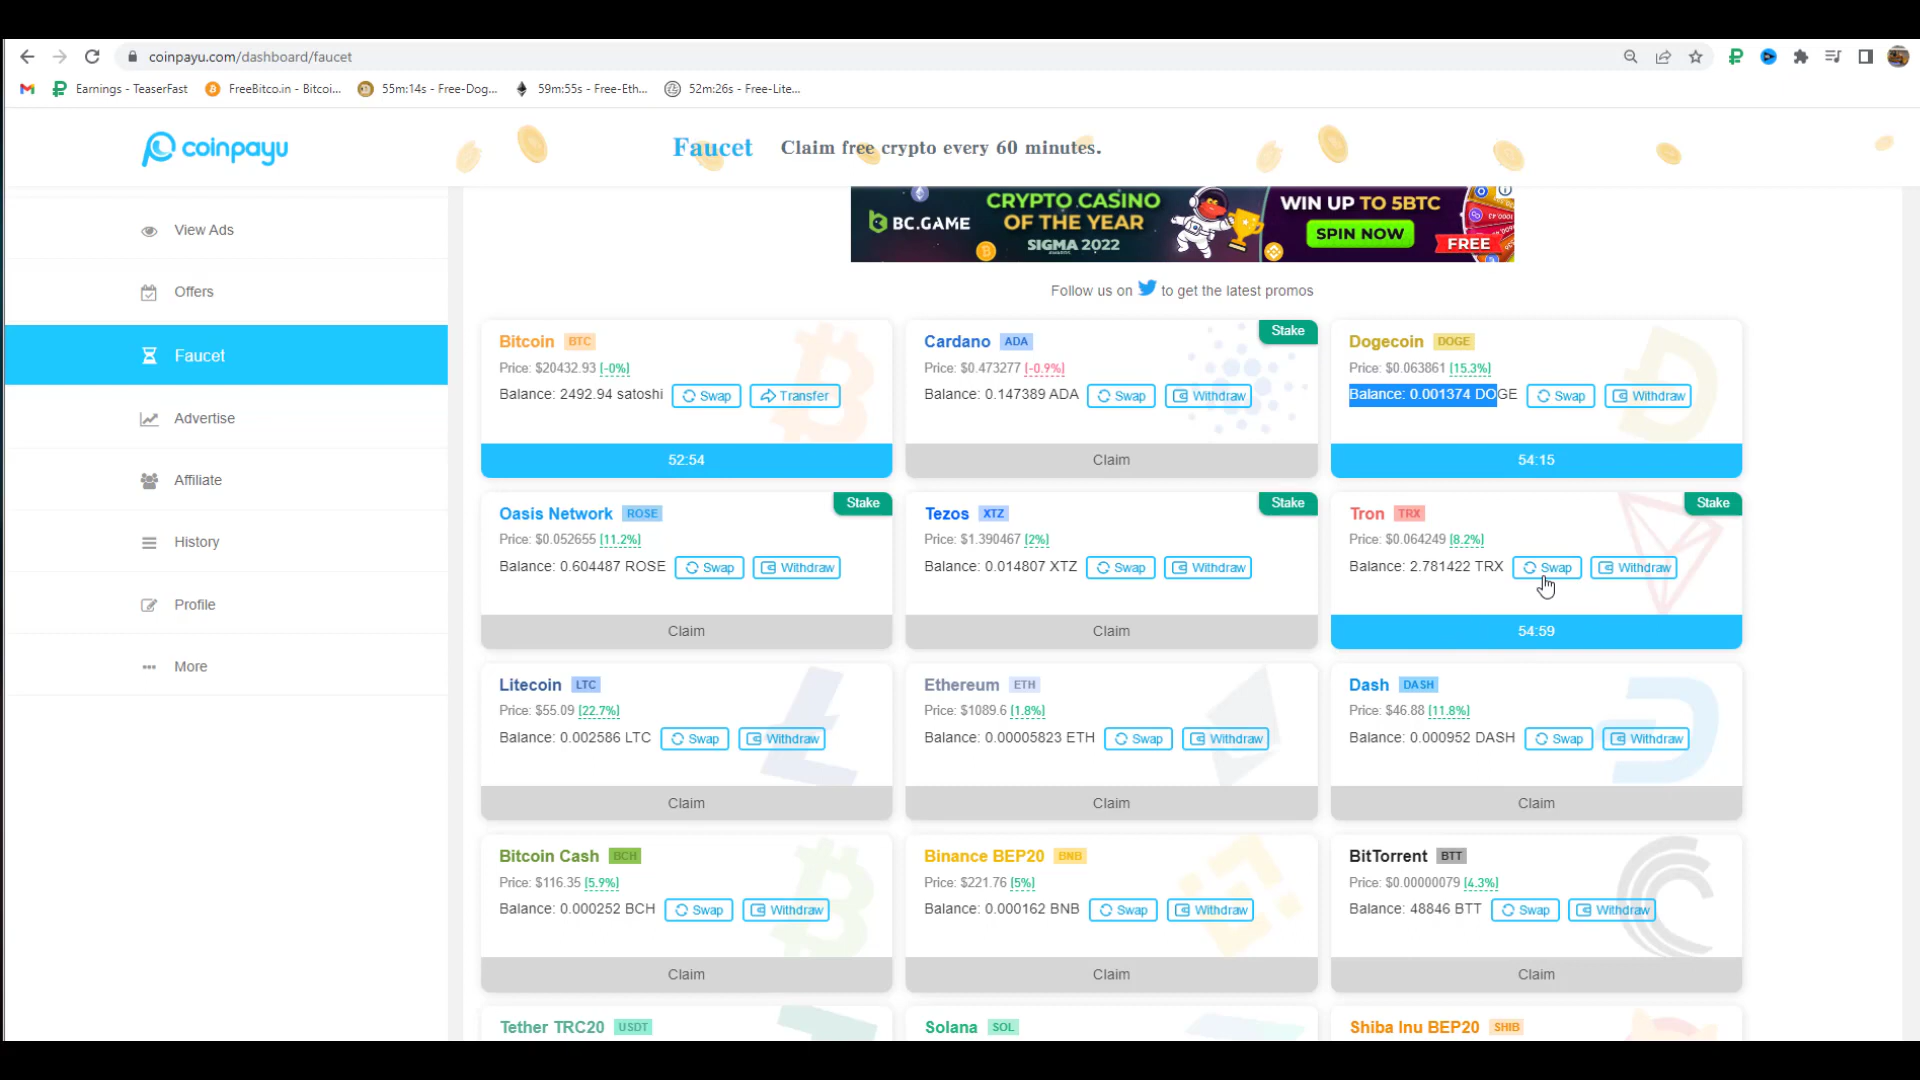 coinpayu.com/dashboard/faucet
Earnings - TeaserFast
FreeBitco.in - Bitcoi...
55m:14s - Free-Dog...
59m:55s - Free-Eth...
52m:26s - Free-Lite...
coinpayu
Faucet Claim free crypto every 60 minutes.
View Ads
Offers
Faucet
Advertise
Affiliate
History
Profile
More
BC.GAME
CRYPTO CASINO
OF THE YEAR
SIGMA 2022
WIN UP TO 5BTC
SPIN NOW
FREE
Follow us on to get the latest promos
Bitcoin BTC
Price: $20432.93 [-0%]
Balance: 2492.94 satoshi Swap Transfer
52:54
Cardano ADA
Stake
Price: $0.473277 [-0.9%]
Balance: 0.147389 ADA Swap Withdraw
Claim
Dogecoin DOGE
Price: $0.063861 [15.3%]
Balance: 0.001374 DOGE Swap Withdraw
54:15
Oasis Network ROSE
Stake
Price: $0.052655 [11.2%]
Balance: 0.604487 ROSE Swap Withdraw
Claim
Tezos XTZ
Stake
Price: $1.390467 [2%]
Balance: 0.014807 XTZ Swap Withdraw
Claim
Tron TRX
Stake
Price: $0.064249 [8.2%]
Balance: 2.781422 TRX Swap Withdraw
54:59
Litecoin LTC
Price: $55.09 [22.7%]
Balance: 0.002586 LTC Swap Withdraw
Claim
Ethereum ETH
Price: $1089.6 [1.8%]
Balance: 0.00005823 ETH Swap Withdraw
Claim
Dash DASH
Price: $46.88 [11.8%]
Balance: 0.000952 DASH Swap Withdraw
Claim
Bitcoin Cash BCH
Price: $116.35 [5.9%]
Balance: 0.000252 BCH Swap Withdraw
Claim
Binance BEP20 BNB
Price: $221.76 [5%]
Balance: 0.000162 BNB Swap Withdraw
Claim
BitTorrent BTT
Price: $0.00000079 [4.3%]
Balance: 48846 BTT Swap Withdraw
Claim
Tether TRC20 USDT
Solana SOL
Shiba Inu BEP20 SHIB